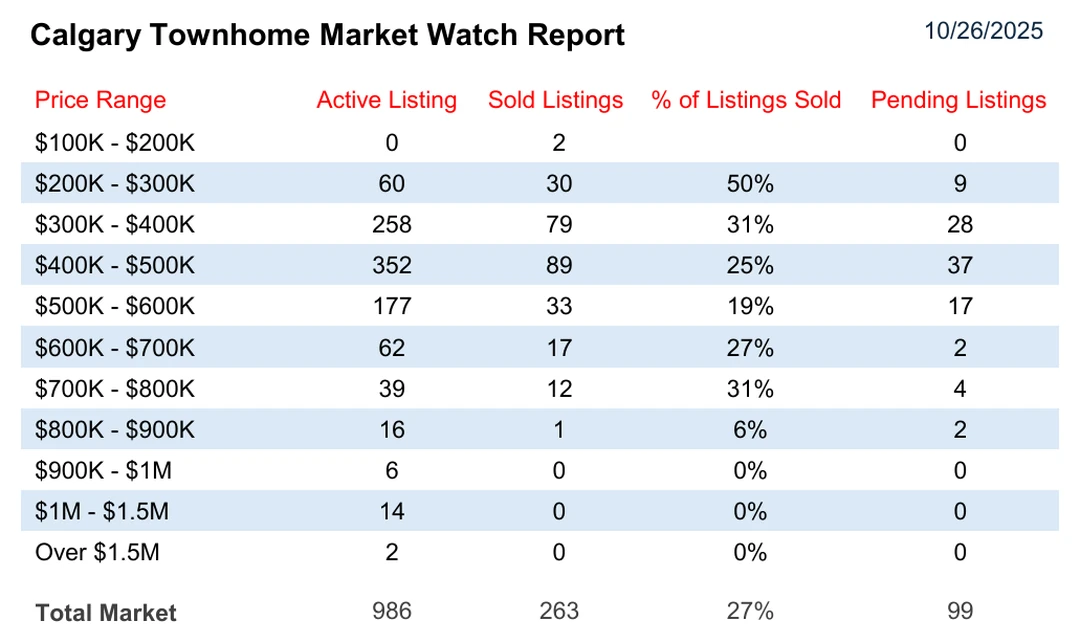 Calgary Townhome Market Watch Report 10/26/2025
Price Range Active Listing Sold Listings % of Listings Sold Pending Listings
$100K - $200K 0 2 0
$200K - $300K 60 30 50% 9
$300K - $400K 258 79 31% 28
$400K - $500K 352 89 25% 37
$500K - $600K 177 33 19% 17
$600K - $700K 62 17 27% 2
$700K - $800K 39 12 31% 4
$800K - $900K 16 1 6% 2
$900K - $1M 6 0 0% 0
$1M - $1.5M 14 0 0% 0
Over $1.5M 2 0 0% 0
Total Market 986 263 27% 99